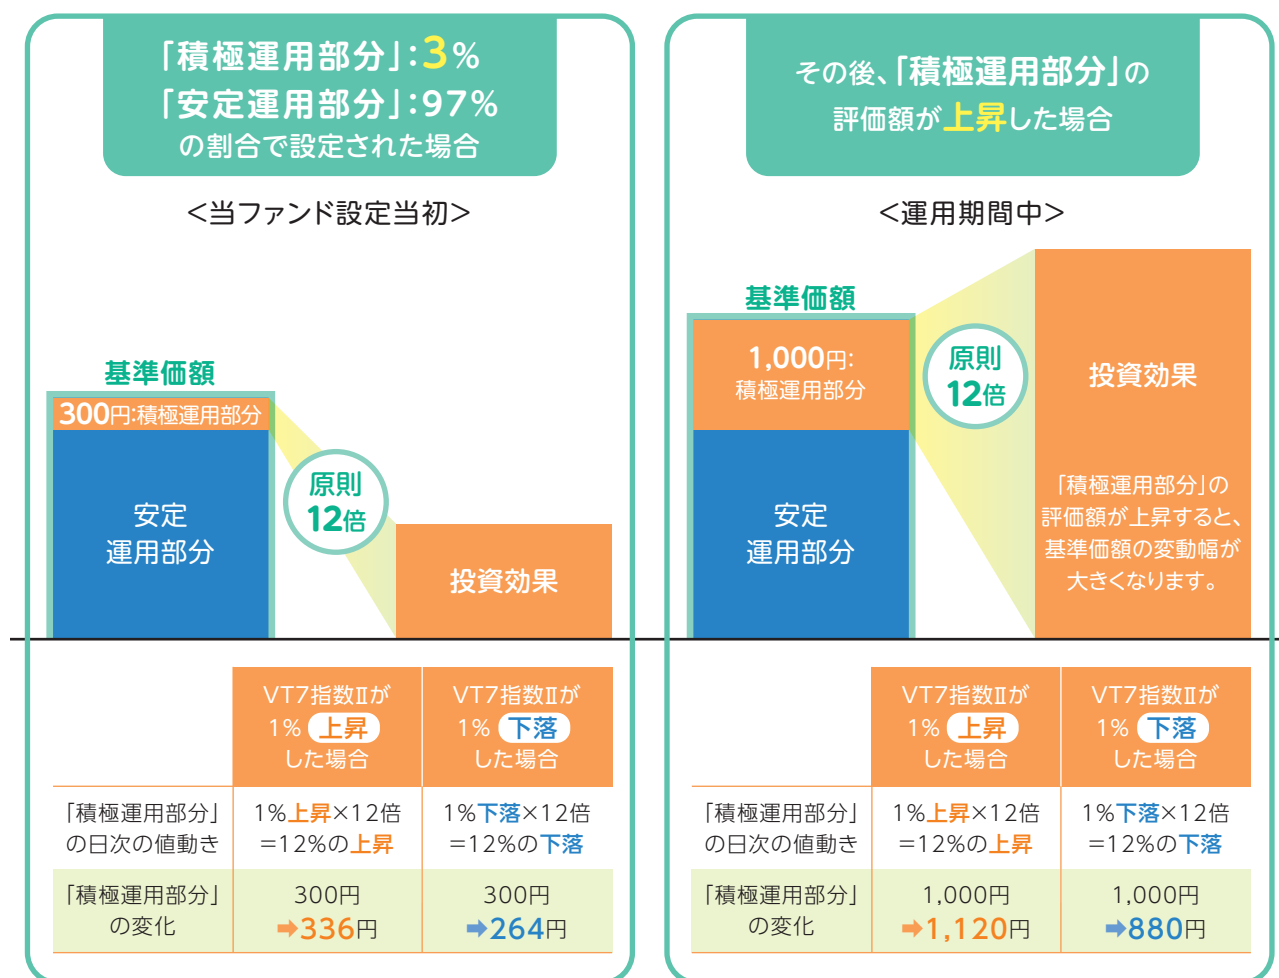 「積極運用部分」:3%
「安定運用部分」:97%
の割合で設定された場合
<当ファンド設定当初>
基準価額
300円:積極運用部分
安定
運用部分
原則
12倍
投資効果
VT7指数Ⅱが
1% 上昇
した場合
VT7指数Ⅱが
1% 下落
した場合
「積極運用部分」
の日次の値動き
1%上昇×12倍
=12%の上昇
1%下落×12倍
=12%の下落
「積極運用部分」
の変化
300円
➡336円
300円
➡264円
その後、「積極運用部分」の
評価額が上昇した場合
<運用期間中>
基準価額
1,000円:
積極運用部分
安定
運用部分
原則
12倍
投資効果
「積極運用部分」の
評価額が上昇すると、
基準価額の変動幅が
大きくなります。
VT7指数Ⅱが
1% 上昇
した場合
VT7指数Ⅱが
1% 下落
した場合
「積極運用部分」
の日次の値動き
1%上昇×12倍
=12%の上昇
1%下落×12倍
=12%の下落
「積極運用部分」
の変化
1,000円
➡1,120円
1,000円
➡880円